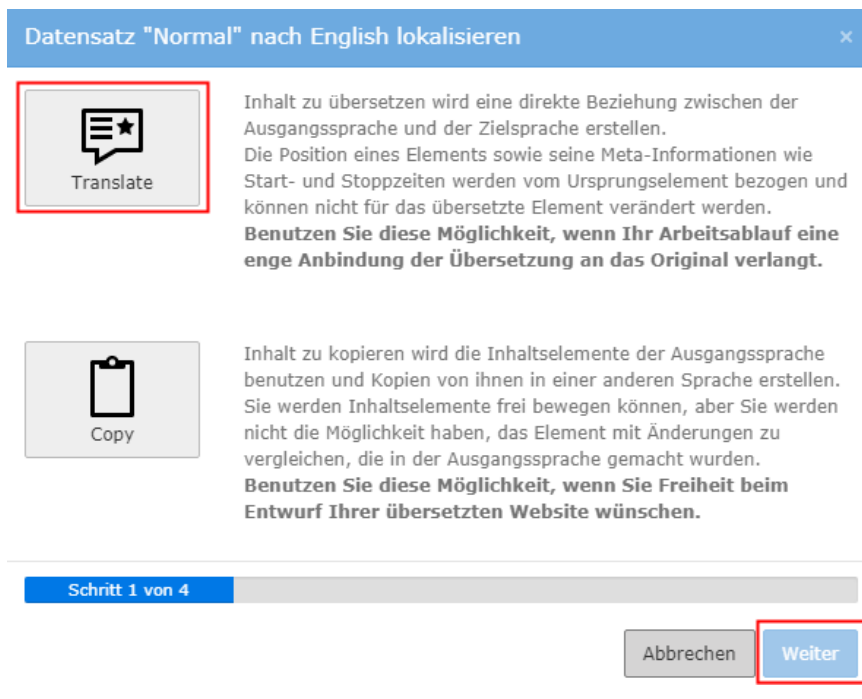 Datensatz "Normal" nach English lokalisieren ×
Translate
Inhalt zu übersetzen wird eine direkte Beziehung zwischen der
Ausgangssprache und der Zielsprache erstellen.
Die Position eines Elements sowie seine Meta-Informationen wie
Start- und Stoppzeiten werden vom Ursprungselement bezogen und
können nicht für das übersetzte Element verändert werden.
Benutzen Sie diese Möglichkeit, wenn Ihr Arbeitsablauf eine
enge Anbindung der Übersetzung an das Original verlangt.
Copy
Inhalt zu kopieren wird die Inhaltselemente der Ausgangssprache
benutzen und Kopien von ihnen in einer anderen Sprache erstellen.
Sie werden Inhaltselemente frei bewegen können, aber Sie werden
nicht die Möglichkeit haben, das Element mit Änderungen zu
vergleichen, die in der Ausgangssprache gemacht wurden.
Benutzen Sie diese Möglichkeit, wenn Sie Freiheit beim
Entwurf Ihrer übersetzten Website wünschen.
Schritt 1 von 4
Abbrechen Weiter